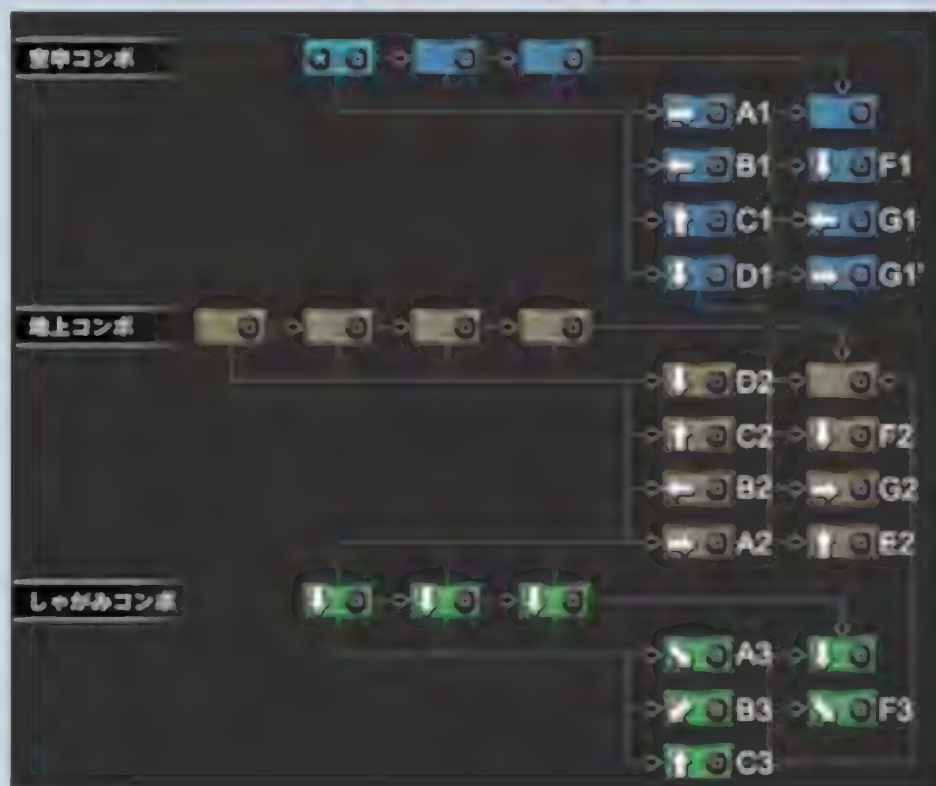 空中コンボ
A1
B1 F1
C1 G1
D1 G1'
地上コンボ
D2
C2 F2
B2 G2
A2 E2
しゃがみコンボ
A3
B3 F3
C3